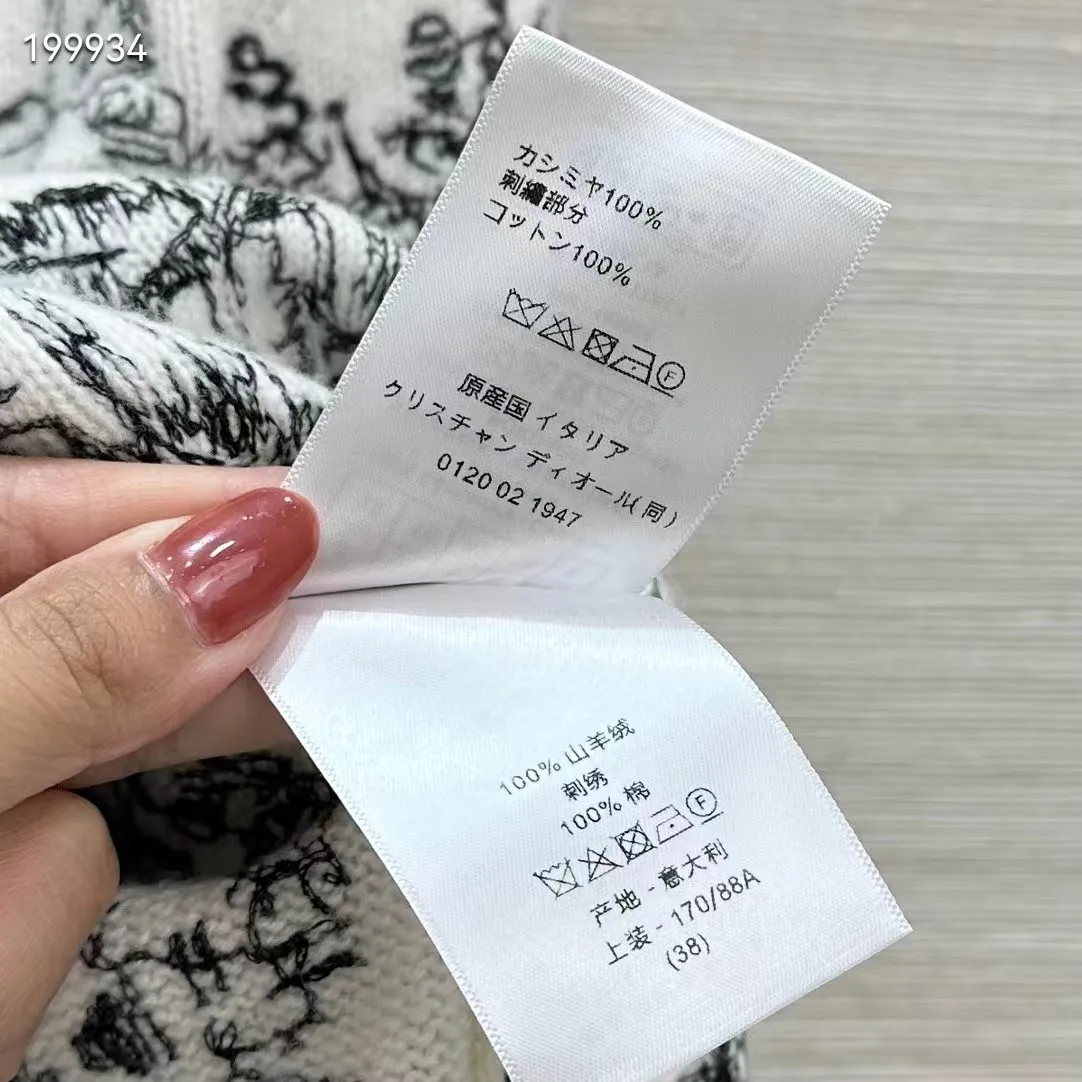 199934
カシミヤ100%
刺繍部分
コットン100%
F
原産国 イタリア
クリスチャン ディオール(同)
0120 02 1947
100% 山羊绒
刺绣
100% 棉
F
产地 - 意大利
上装 - 170/88A
(38)